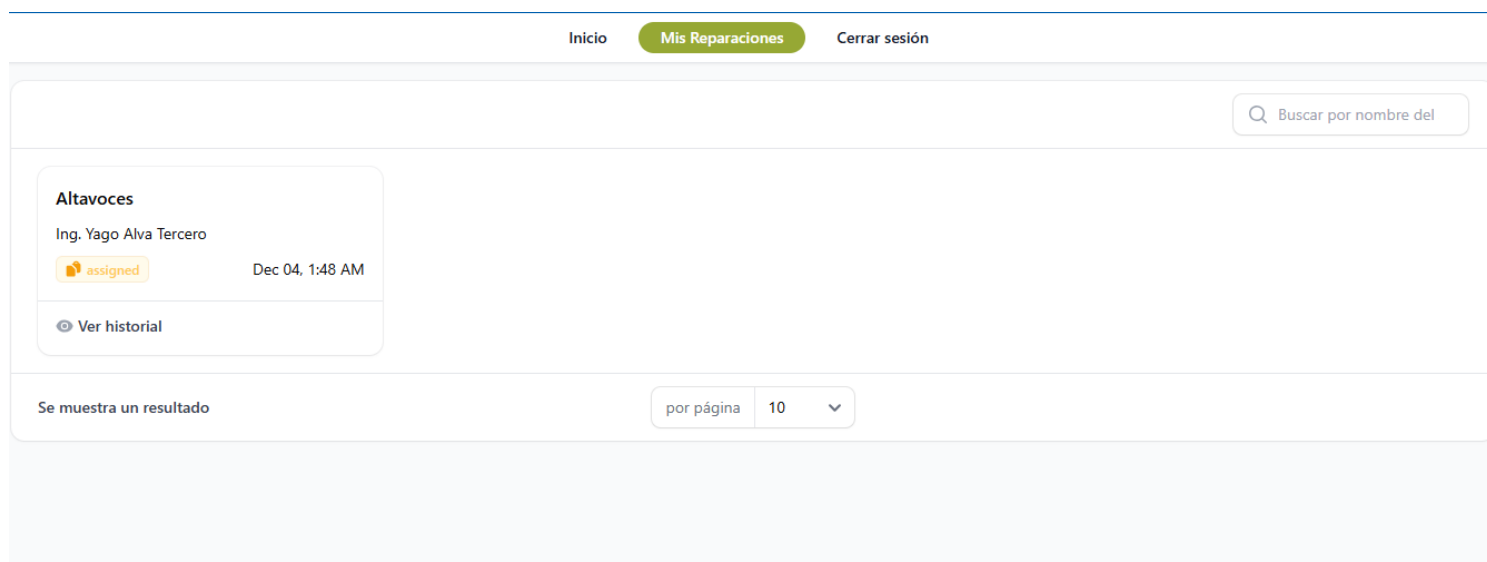 Inicio Mis Reparaciones Cerrar sesión
Buscar por nombre del
Altavoces
Ing. Yago Alva Tercero
assigned Dec 04, 1:48 AM
Ver historial
Se muestra un resultado por página 10